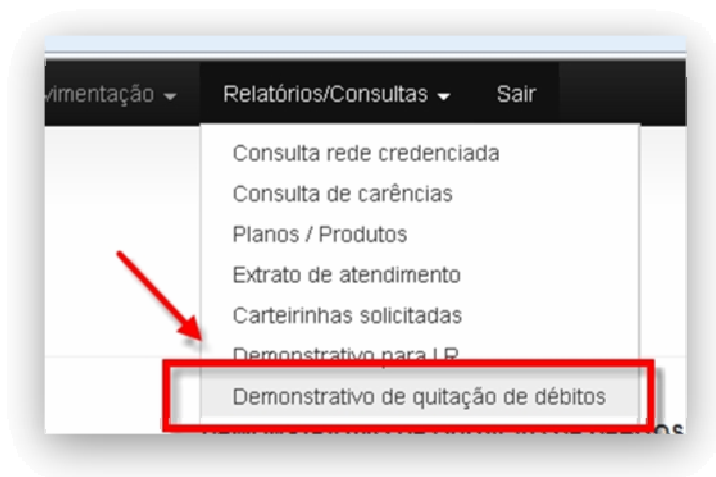 vimentação Relatórios/Consultas Sair
Consulta rede credenciada
Consulta de carências
Planos / Produtos
Extrato de atendimento
Carteirinhas solicitadas
Demonstrativo para I.R.
Demonstrativo de quitação de débitos